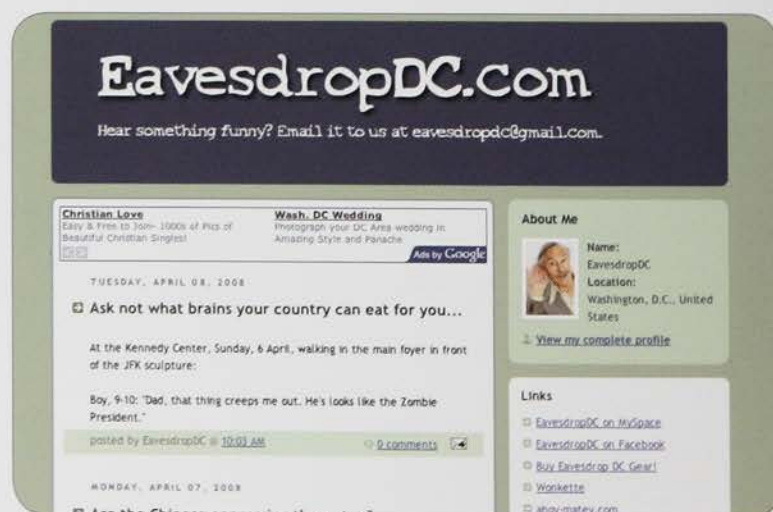 EavesdropDC.com
Hear something funny? Email it to us at eavesdropdc@gmail.com.
Christian Love
Easy & Free to Join- 1000s of Pics of
Beautiful Christian Singles!
Wash. DC Wedding
Photograph your DC Area wedding in
Amazing Style and Panache
Ads by Google
TUESDAY, APRIL 08, 2008
Ask not what brains your country can eat for you...
At the Kennedy Center, Sunday, 6 April, walking in the main foyer in front
of the JFK sculpture:
Boy, 9-10: "Dad, that thing creeps me out. He's looks like the Zombie
President."
posted by EavesdropDC @ 10:03 AM
0 comments
MONDAY, APRIL 07, 2008
About Me
Name:
EavesdropDC
Location:
Washington, D.C., United
States
View my complete profile
Links
EavesdropDC on MySpace
EavesdropDC on Facebook
Buy Eavesdrop DC Gear!
Wonkette
ahoy-matey.com